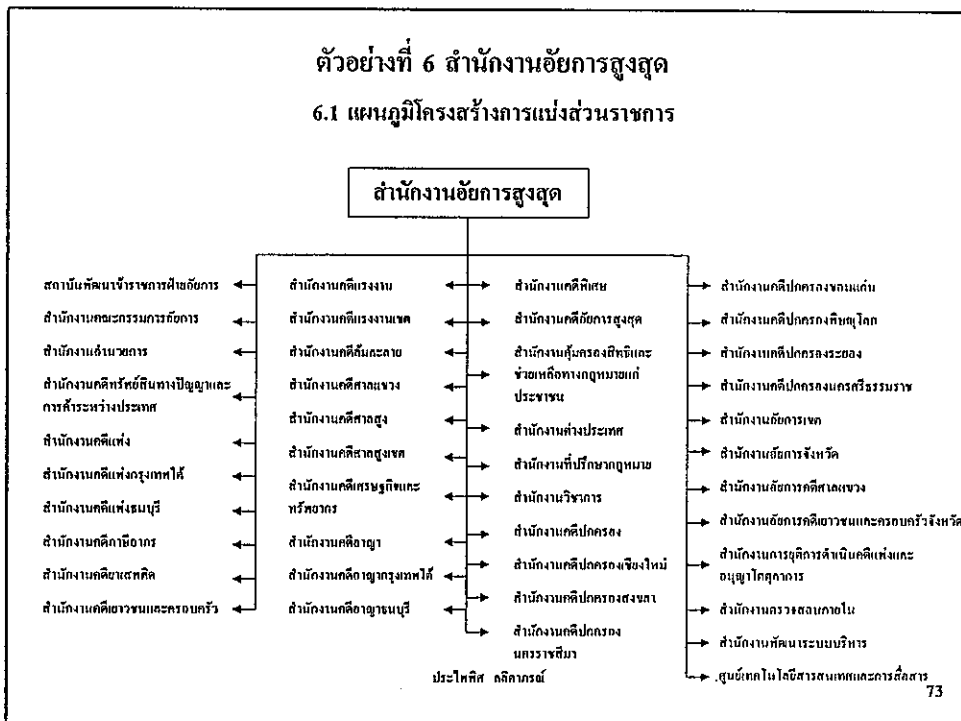 ตัวอย่างที่ 6 สำนักงานอัยการสูงสุด
6.1 แผนภูมิโครงสร้างการแบ่งส่วนราชการ
สำนักงานอัยการสูงสุด
สถาบันพัฒนาข้าราชการฝ่ายอัยการ
สำนักงานคณะกรรมการอัยการ
สำนักงานอำนวยการ
สำนักงานคดีทรัพย์สินทางปัญญาและ
การค้าระหว่างประเทศ
สำนักงานคดีแพ่ง
สำนักงานคดีแพ่งกรุงเทพใต้
สำนักงานคดีแพ่งธนบุรี
สำนักงานคดีภาษีอากร
สำนักงานคดียาเสพติด
สำนักงานคดีเยาวชนและครอบครัว
สำนักงานคดีแรงงาน
สำนักงานคดีแรงงานเขต
สำนักงานคดีล้มละลาย
สำนักงานคดีศาลแขวง
สำนักงานคดีศาลสูง
สำนักงานคดีศาลสูงเขต
สำนักงานคดีเศรษฐกิจและ
ทรัพยากร
สำนักงานคดีอาญา
สำนักงานคดีอาญากรุงเทพใต้
สำนักงานคดีอาญาธนบุรี
สำนักงานคดีพิเศษ
สำนักงานคดีอัยการสูงสุด
สำนักงานคุ้มครองสิทธิและ
ช่วยเหลือทางกฎหมายแก่
ประชาชน
สำนักงานต่างประเทศ
สำนักงานที่ปรึกษากฎหมาย
สำนักงานวิชาการ
สำนักงานคดีปกครอง
สำนักงานคดีปกครองเชียงใหม่
สำนักงานคดีปกครองสงขลา
สำนักงานคดีปกครอง
นครราชสีมา
สำนักงานคดีปกครองขอนแก่น
สำนักงานคดีปกครองพิษณุโลก
สำนักงานคดีปกครองระยอง
สำนักงานคดีปกครองนครศรีธรรมราช
สำนักงานอัยการเขต
สำนักงานอัยการจังหวัด
สำนักงานอัยการคดีศาลแขวง
สำนักงานอัยการคดีเยาวชนและครอบครัวจังหวัด
สำนักงานการยุติการดำเนินคดีแพ่งและ
อนุญาโตตุลาการ
สำนักงานตรวจสอบภายใน
สำนักงานพัฒนาระบบบริหาร
ศูนย์เทคโนโลยีสารสนเทศและการสื่อสาร
ประโพทิศ
73